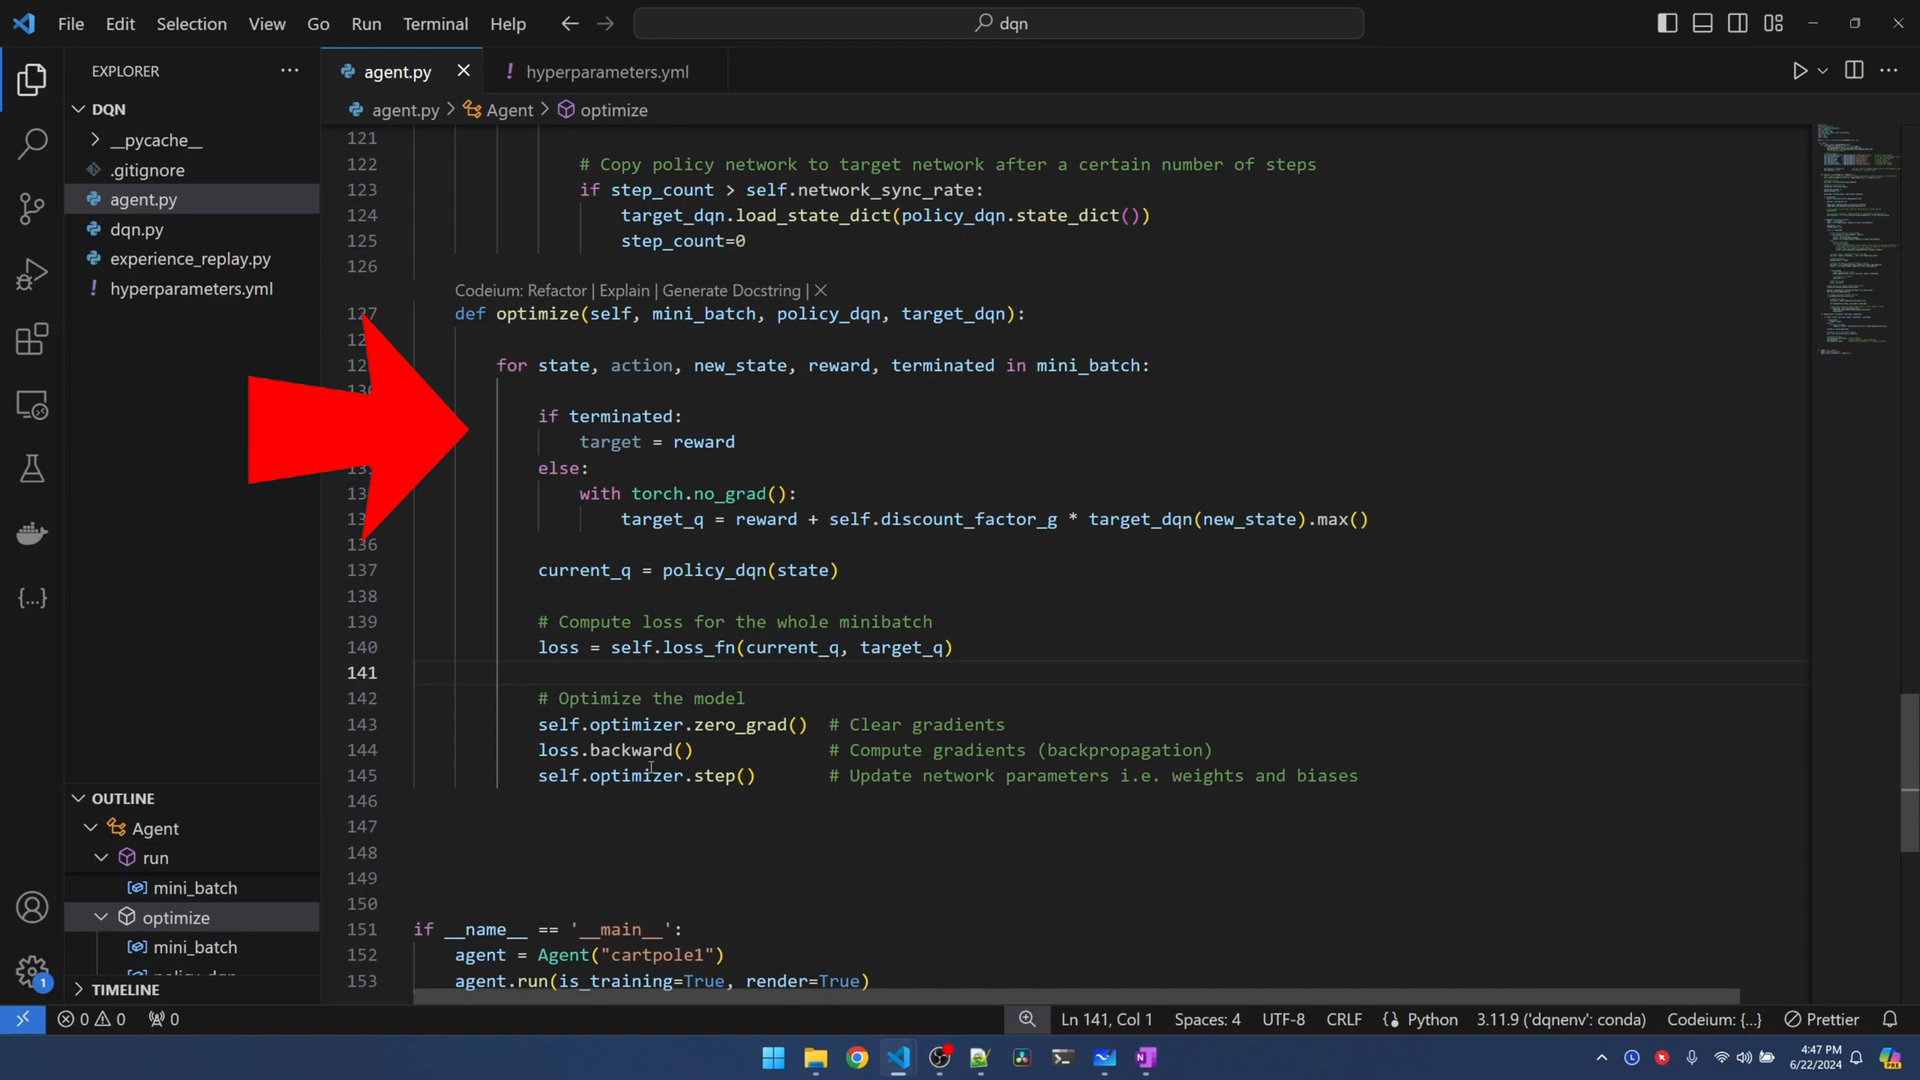 File Edit Selection View Go Run Terminal Help dqn
EXPLORER
DQN
__pycache__
.gitignore
agent.py
dqn.py
experience_replay.py
hyperparameters.yml
OUTLINE
Agent
run
mini_batch
optimize
mini_batch
TIMELINE
agent.py hyperparameters.yml
agent.py > Agent > optimize
121
122 # Copy policy network to target network after a certain number of steps
123 if step_count > self.network_sync_rate:
124 target_dqn.load_state_dict(policy_dqn.state_dict())
125 step_count=0
126
Codeium: Refactor | Explain | Generate Docstring | ×
127 def optimize(self, mini_batch, policy_dqn, target_dqn):
for state, action, new_state, reward, terminated in mini_batch:
if terminated:
target = reward
else:
with torch.no_grad():
target_q = reward + self.discount_factor_g * target_dqn(new_state).max()
136
137 current_q = policy_dqn(state)
138
139 # Compute loss for the whole minibatch
140 loss = self.loss_fn(current_q, target_q)
141
142 # Optimize the model
143 self.optimizer.zero_grad() # Clear gradients
144 loss.backward() # Compute gradients (backpropagation)
145 self.optimizer.step() # Update network parameters i.e. weights and biases
146
147
148
149
150
151 if __name__ == '__main__':
152 agent = Agent("cartpole1")
153 agent.run(is_training=True, render=True)
0 0 0 Ln 141, Col 1 Spaces: 4 UTF-8 CRLF Python 3.11.9 ('dqnenv': conda) Codeium: {...} Prettier
1
4:47 PM
6/22/2024